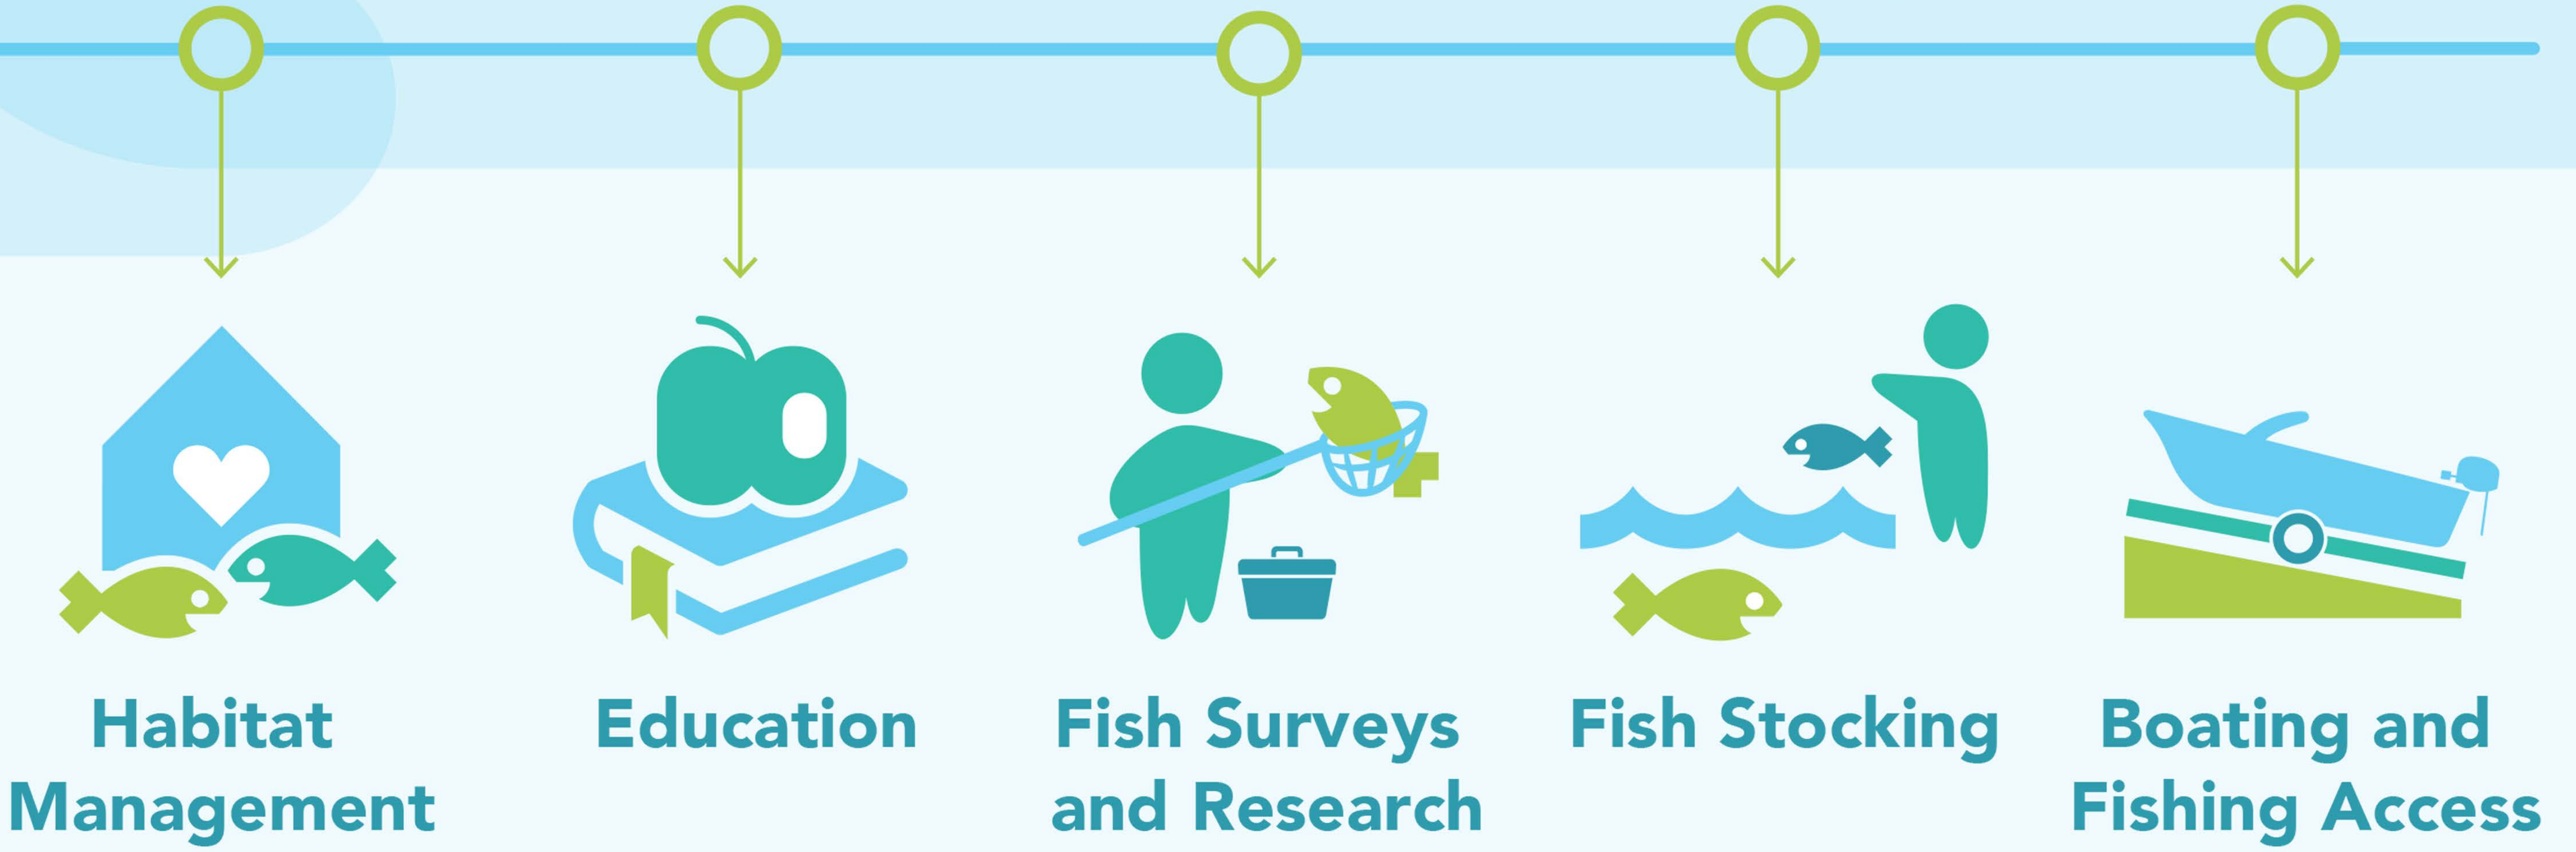 Habitat
Management
Education
Fish Surveys
and Research
Fish Stocking
Boating and
Fishing Access